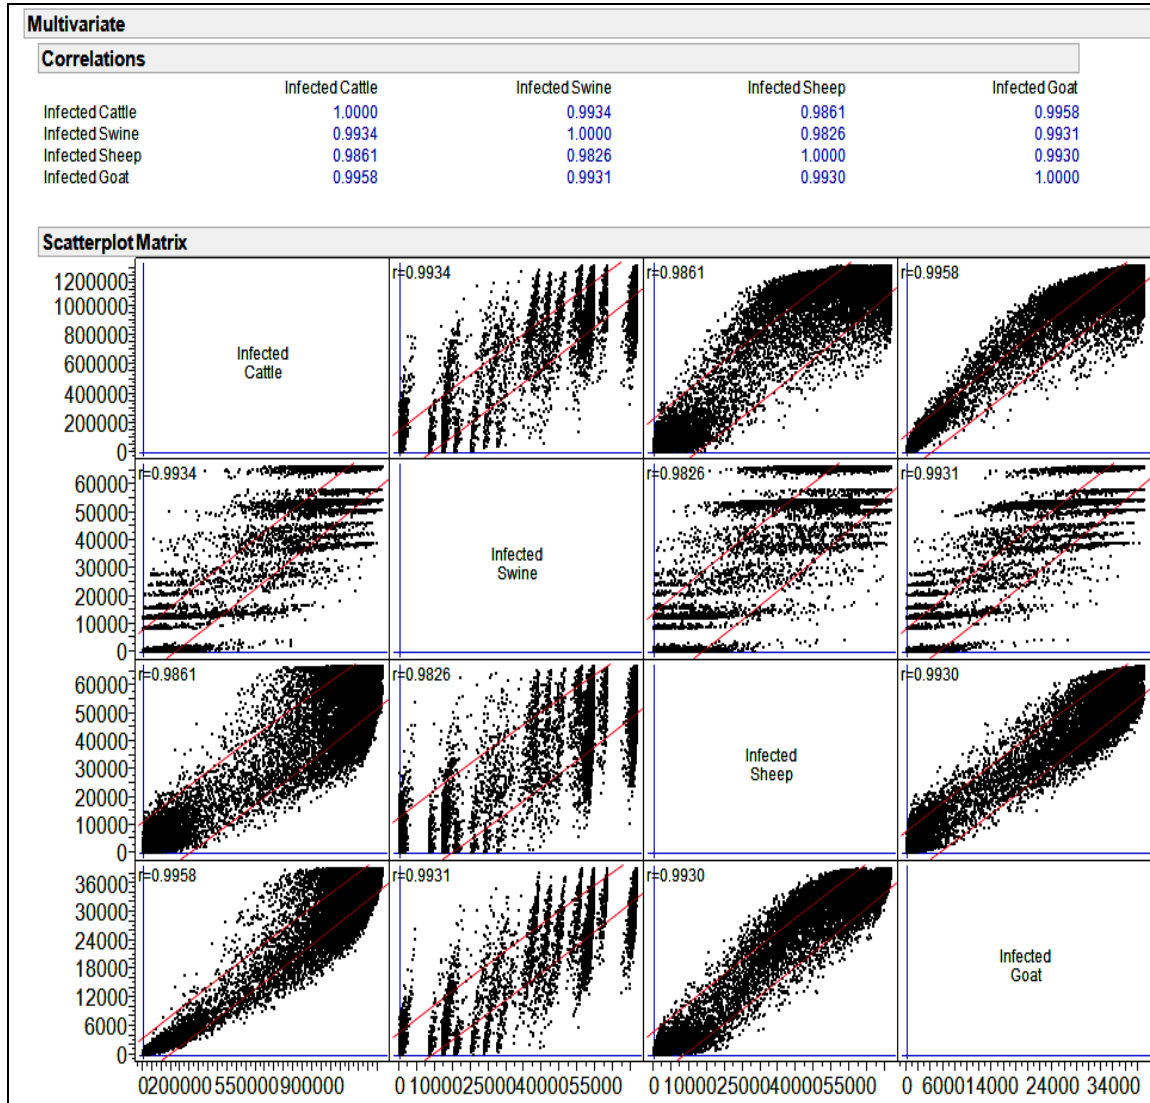 Multivariate
Correlations
Infected Cattle Infected Swine Infected Sheep Infected Goat
Infected Cattle 1.0000 0.9934 0.9861 0.9958
Infected Swine 0.9934 1.0000 0.9826 0.9931
Infected Sheep 0.9861 0.9826 1.0000 0.9930
Infected Goat 0.9958 0.9931 0.9930 1.0000
Scatterplot Matrix
1200000
1000000
800000
600000
400000
200000
0
Infected
Cattle
r=0.9934
r=0.9861
r=0.9958
60000
50000
40000
30000
20000
10000
0
r=0.9934
Infected
Swine
r=0.9826
r=0.9931
60000
50000
40000
30000
20000
10000
0
r=0.9861
r=0.9826
Infected
Sheep
r=0.9930
36000
30000
24000
18000
12000
6000
0
r=0.9958
r=0.9931
r=0.9930
Infected
Goat
0 200000 550000 900000 0 10000 25000 40000 55000 0 10000 25000 40000 55000 0 6000 14000 24000 34000